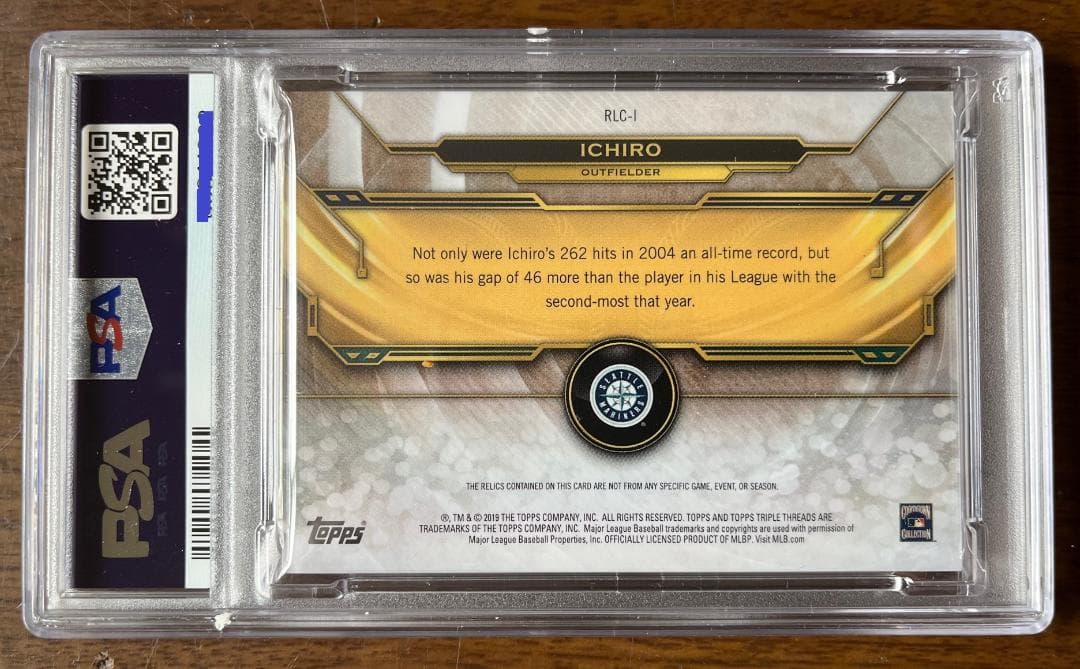 RLC-I
ICHIRO
OUTFIELDER
Not only were Ichiro's 262 hits in 2004 an all-time record, but
so was his gap of 46 more than the player in his League with the
second-most that year.
SEATTLE
MARINERS
®
THE RELICS CONTAINED ON THIS CARD ARE NOT FROM ANY SPECIFIC GAME, EVENT, OR SEASON.
topps
®, TM & © 2019 THE TOPPS COMPANY, INC. ALL RIGHTS RESERVED. TOPPS AND TOPPS TRIPLE THREADS ARE
TRADEMARKS OF THE TOPPS COMPANY, INC. Major League Baseball trademarks and copyrights are used with permission of
Major League Baseball Properties, Inc. OFFICIALLY LICENSED PRODUCT OF MLBP. Visit MLB.com
COOPERSTOWN
COLLECTION
PSA
PSA
PSA PSA PSA